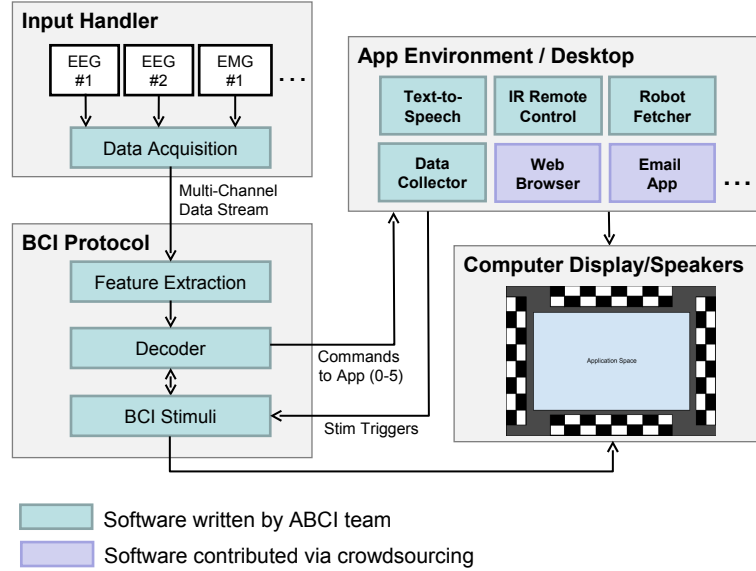 Input Handler
EEG
#1
EEG
#2
EMG
#1
...
Data Acquisition
Multi-Channel
Data Stream
BCI Protocol
Feature Extraction
Decoder
BCI Stimuli
Commands
to App (0-5)
Stim Triggers
App Environment / Desktop
Text-to-
Speech
IR Remote
Control
Robot
Fetcher
Data
Collector
Web
Browser
Email
App
...
Computer Display/Speakers
Application Space
Software written by ABCI team
Software contributed via crowdsourcing